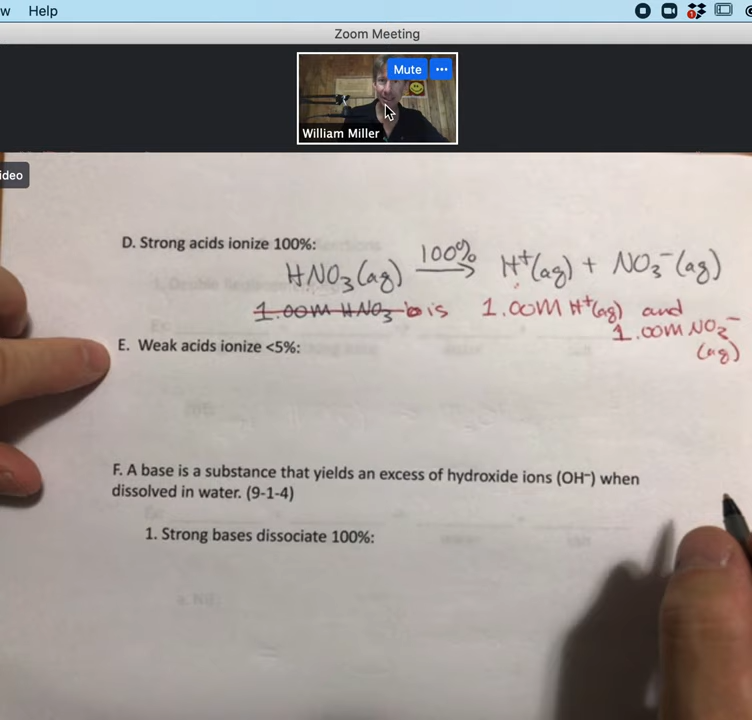 w Help
Zoom Meeting
Mute ...
William Miller
ideo
D. Strong acids ionize 100%:
HNO₃(aq) 100%→ H⁺(aq) + NO₃⁻(aq)
1.00M HNO₃ is 1.00M H⁺(aq) and
1.00M NO₃⁻
(aq)
E. Weak acids ionize <5%:
F. A base is a substance that yields an excess of hydroxide ions (OH⁻) when
dissolved in water. (9-1-4)
1. Strong bases dissociate 100%: